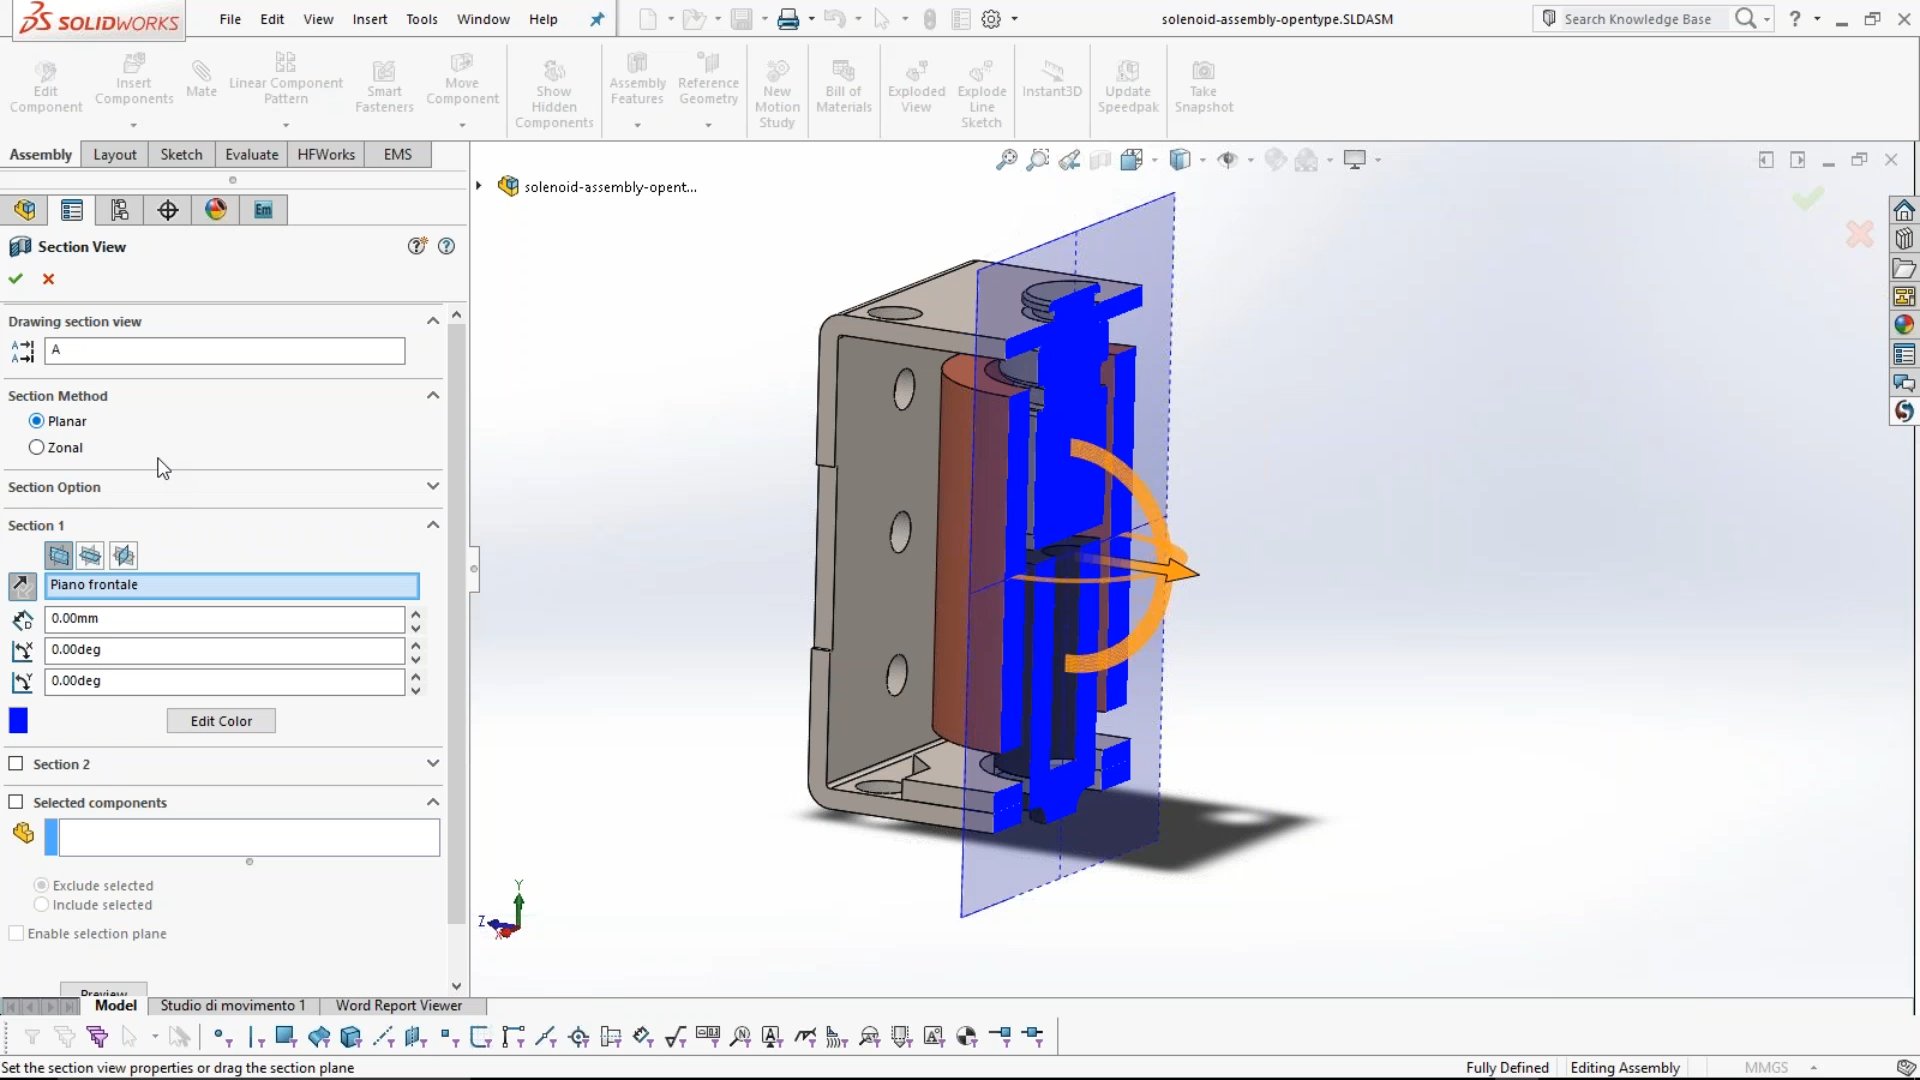 SOLIDWORKS File Edit View Insert Tools Window Help solenoid-assembly-opentype.SLDASM Search Knowledge Base ?
Edit Component
Insert Components
Mate
Linear Component Pattern
Smart Fasteners
Move Component
Show Hidden Components
Assembly Features
Reference Geometry
New Motion Study
Bill of Materials
Exploded View
Explode Line Sketch
Instant3D
Update Speedpak
Take Snapshot
Assembly Layout Sketch Evaluate HFWorks EMS
solenoid-assembly-opent...
Em
Section View
Drawing section view
A
Section Method
Planar
Zonal
Section Option
Section 1
Piano frontale
0.00mm
0.00deg
0.00deg
Edit Color
Section 2
Selected components
Exclude selected
Include selected
Enable selection plane
Preview
Y
Z
X
Model Studio di movimento 1 Word Report Viewer
Set the section view properties or drag the section plane Fully Defined Editing Assembly MMGS